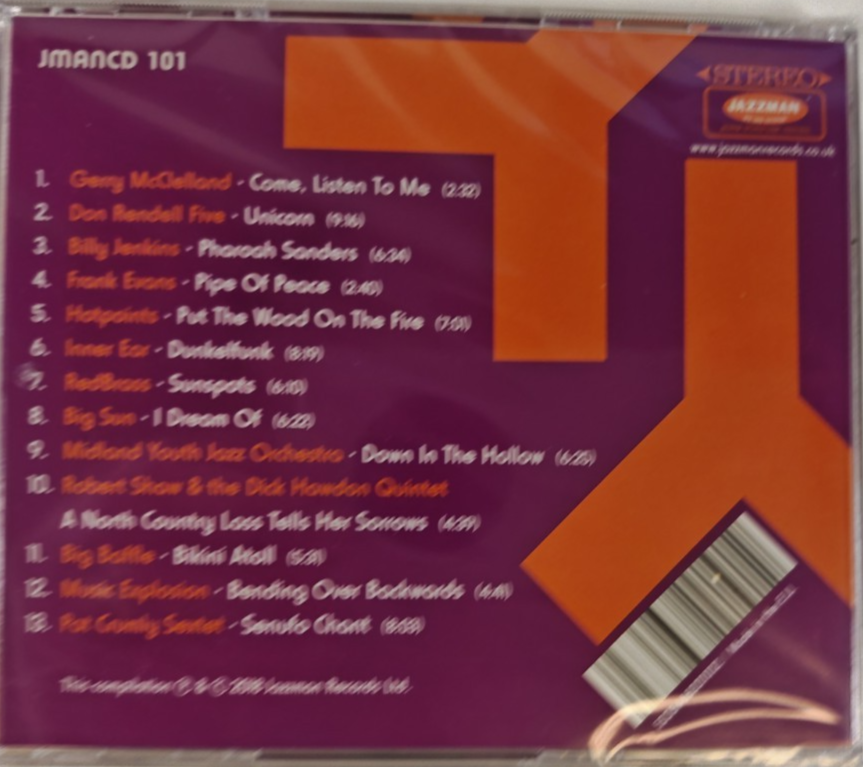 JMANCD 101
STEREO
JAZZMAN
www.jazzmanrecords.co.uk
1. Gerry McClelland - Come, Listen To Me (2:32)
2. Don Rendell Five - Unicorn (9:16)
3. Billy Jenkins - Pharoah Sanders (6:34)
4. Frank Evans - Pipe Of Peace (2:40)
5. Hotpoints - Put The Wood On The Fire (7:01)
6. Inner Ear - Dunkelfunk (8:19)
7. RedBrass - Sunspots (6:10)
8. Big Sun - I Dream Of (6:22)
9. Midland Youth Jazz Orchestra - Down In The Hollow (6:25)
10. Robert Shaw & the Dick Hawdon Quintet
A North Country Lass Tells Her Sorrows (4:39)
11. Big Bottle - Bikini Atoll (5:31)
12. Music Explosion - Bending Over Backwards (4:41)
13. Pat Crumly Sextet - Senufo Chant (8:03)
This compilation Ⓟ & © Jazzman Records Ltd.